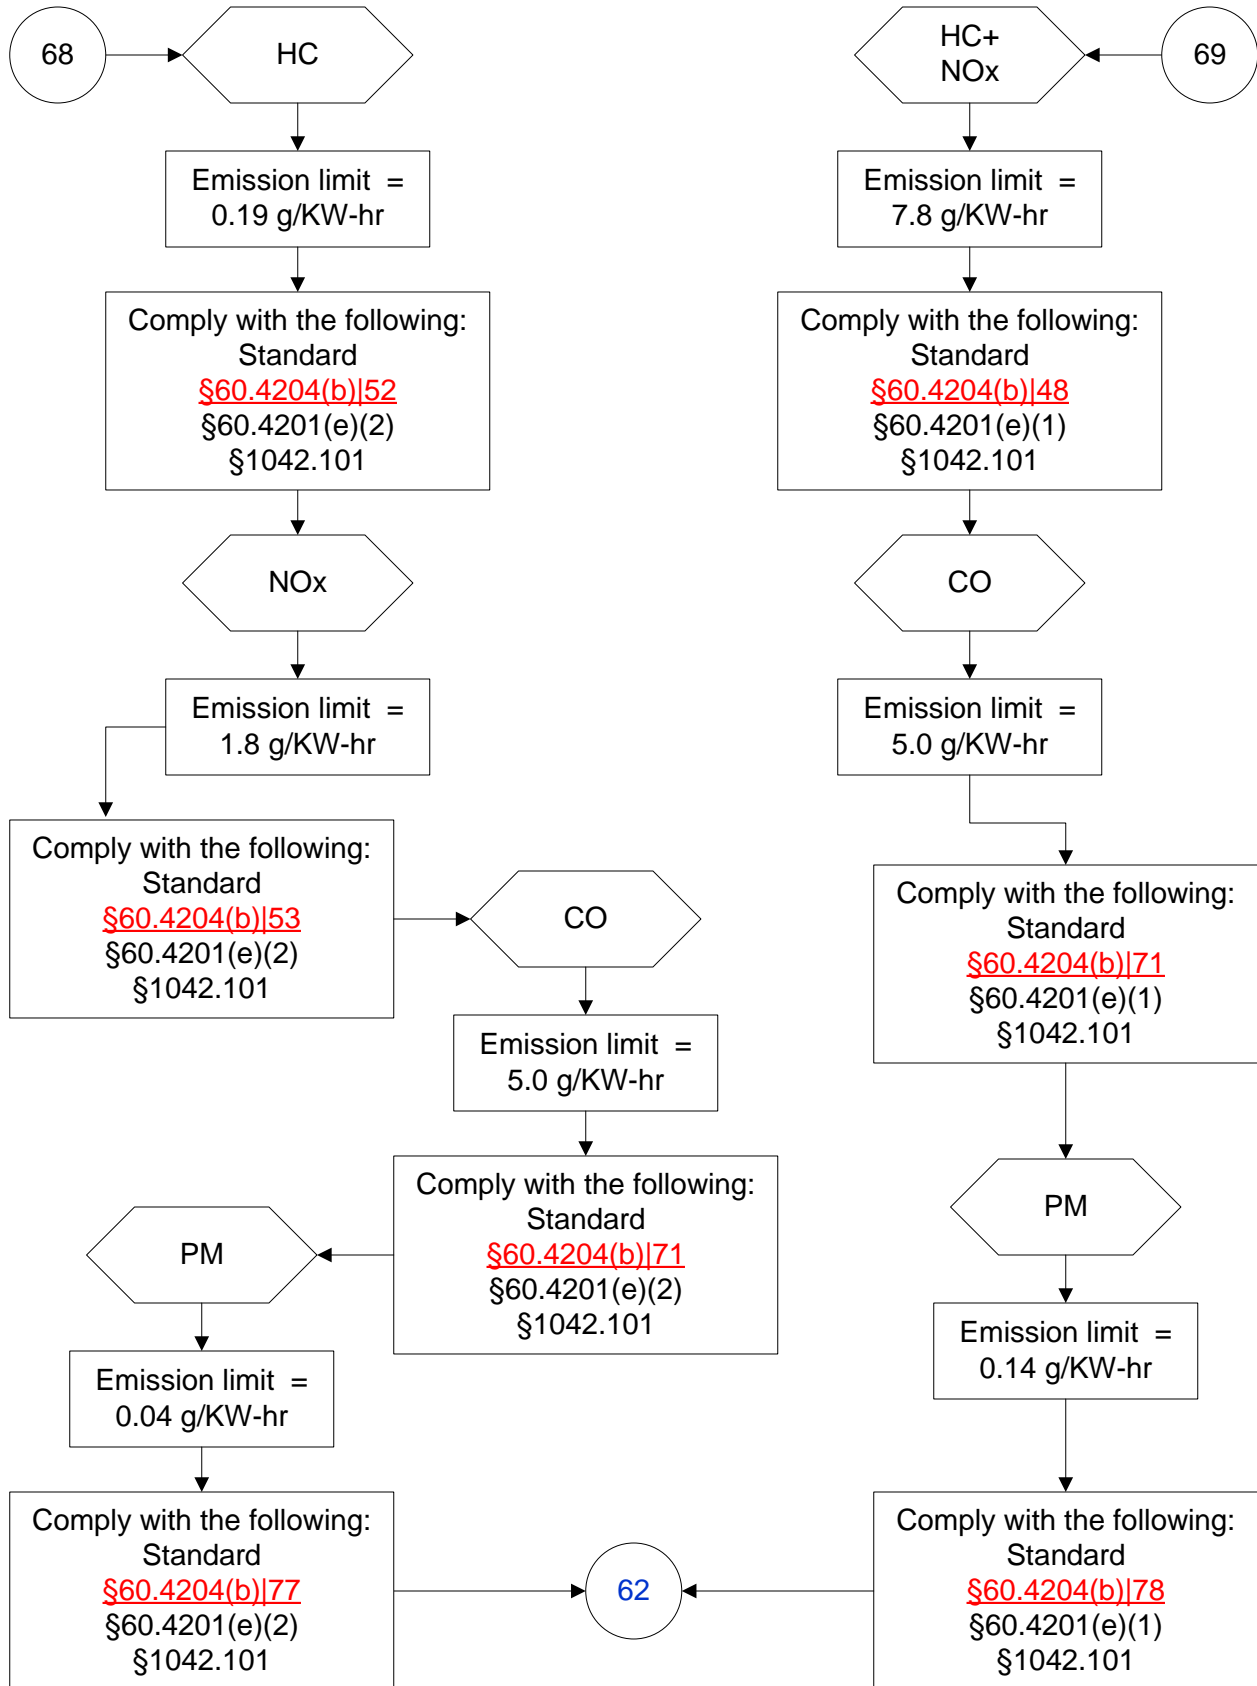 68
HC
Emission limit =
0.19 g/KW-hr
Comply with the following:
Standard
§60.4204(b)|52
§60.4201(e)(2)
§1042.101
NOx
Emission limit =
1.8 g/KW-hr
Comply with the following:
Standard
§60.4204(b)|53
§60.4201(e)(2)
§1042.101
CO
Emission limit =
5.0 g/KW-hr
Comply with the following:
Standard
§60.4204(b)|71
§60.4201(e)(2)
§1042.101
PM
Emission limit =
0.04 g/KW-hr
Comply with the following:
Standard
§60.4204(b)|77
§60.4201(e)(2)
§1042.101
62
69
HC+
NOx
Emission limit =
7.8 g/KW-hr
Comply with the following:
Standard
§60.4204(b)|48
§60.4201(e)(1)
§1042.101
CO
Emission limit =
5.0 g/KW-hr
Comply with the following:
Standard
§60.4204(b)|71
§60.4201(e)(1)
§1042.101
PM
Emission limit =
0.14 g/KW-hr
Comply with the following:
Standard
§60.4204(b)|78
§60.4201(e)(1)
§1042.101